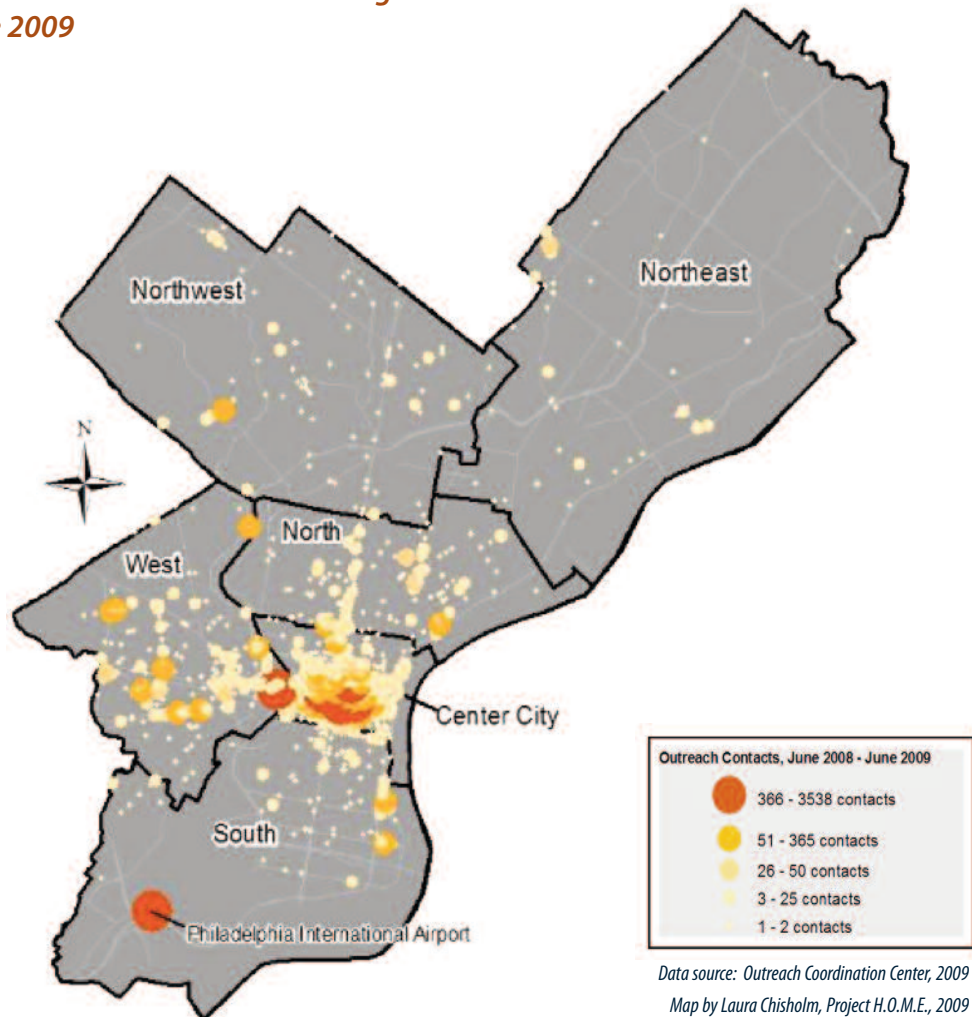 2009
Northwest
Northeast
N
North
West
Center City
South
Philadelphia International Airport
Outreach Contacts, June 2008 - June 2009
366 - 3538 contacts
51 - 365 contacts
26 - 50 contacts
3 - 25 contacts
1 - 2 contacts
Data source: Outreach Coordination Center, 2009
Map by Laura Chisholm, Project H.O.M.E., 2009